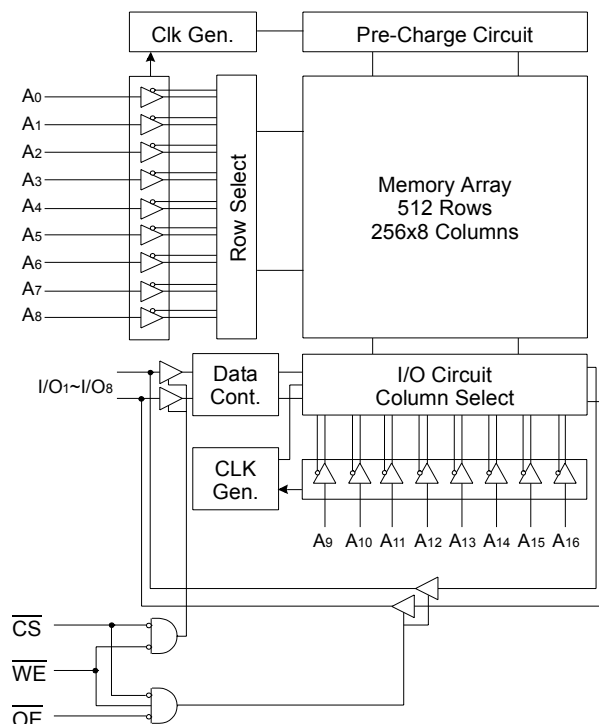 Clk Gen.
Pre-Charge Circuit
A0
A1
A2
A3
A4
A5
A6
A7
A8
Row Select
Memory Array
512 Rows
256x8 Columns
I/O1~I/O8
Data
Cont.
I/O Circuit
Column Select
CLK
Gen.
A9 A10 A11 A12 A13 A14 A15 A16
CS
WE
OE